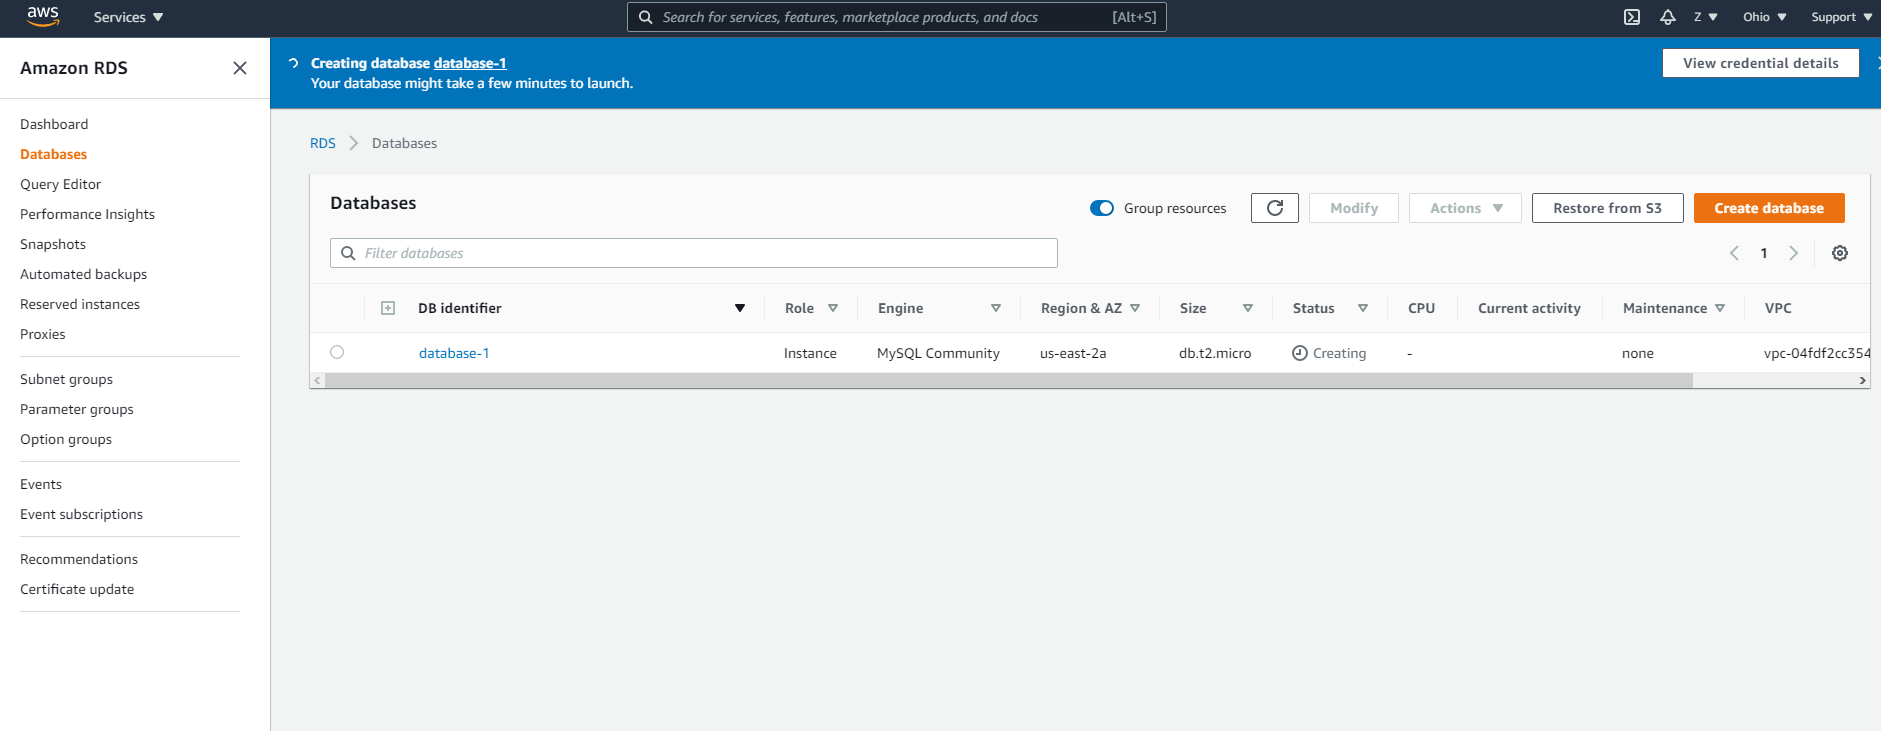 aws
Services
Search for services, features, marketplace products, and docs
[Alt+S]
Z
Ohio
Support
Amazon RDS
Dashboard
Databases
Query Editor
Performance Insights
Snapshots
Automated backups
Reserved instances
Proxies
Subnet groups
Parameter groups
Option groups
Events
Event subscriptions
Recommendations
Certificate update
Creating database database-1
Your database might take a few minutes to launch.
View credential details
RDS
Databases
Databases
Group resources
Modify
Actions
Restore from S3
Create database
Filter databases
1
DB identifier Role Engine Region & AZ Size Status CPU Current activity Maintenance VPC
database-1 Instance MySQL Community us-east-2a db.t2.micro Creating - none vpc-04fdf2cc354